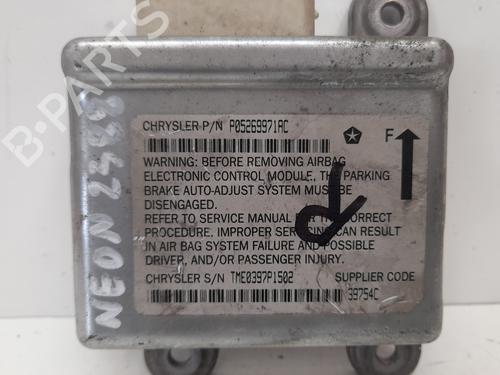 B-PARTS
CHRYSLER P/N P05269971AC
F
WARNING: BEFORE REMOVING AIRBAG
ELECTRONIC CONTROL MODULE, THE PARKING
BRAKE AUTO-ADJUST SYSTEM MUST BE
DISENGAGED.
REFER TO SERVICE MANUAL FOR THE CORRECT
PROCEDURE. IMPROPER SERVICING CAN RESULT
IN AIR BAG SYSTEM FAILURE AND POSSIBLE
DRIVER, AND/OR PASSENGER INJURY.
CHRYSLER S/N TME0397P1502 SUPPLIER CODE
39754C
NEON